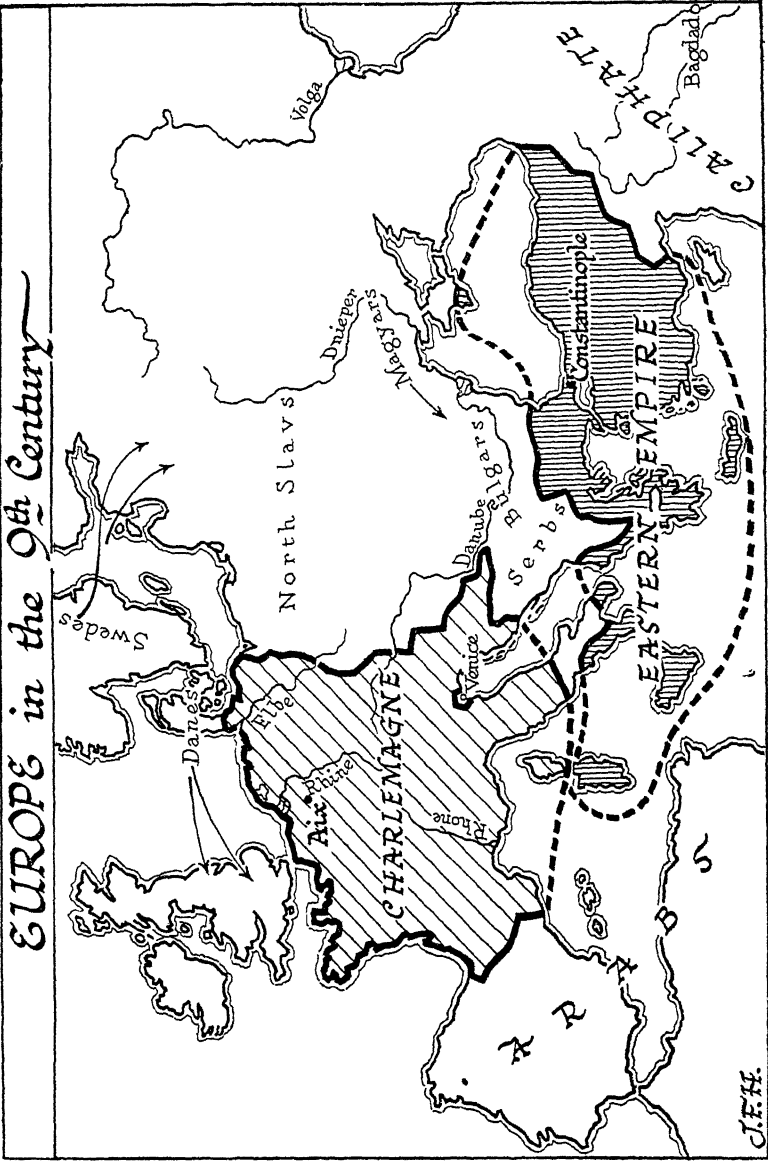 EUROPE in the 9th Century
Swedes
Danes
North Slavs
Volga
Dnieper
Magyars
Elbe
Rhine
Aix
CHARLEMAGNE
Rhone
Venice
Danube
Bulgars
Serbs
Constantinople
EASTERN EMPIRE
CALIPHATE
Bagdad
ARABS
J.F.H.